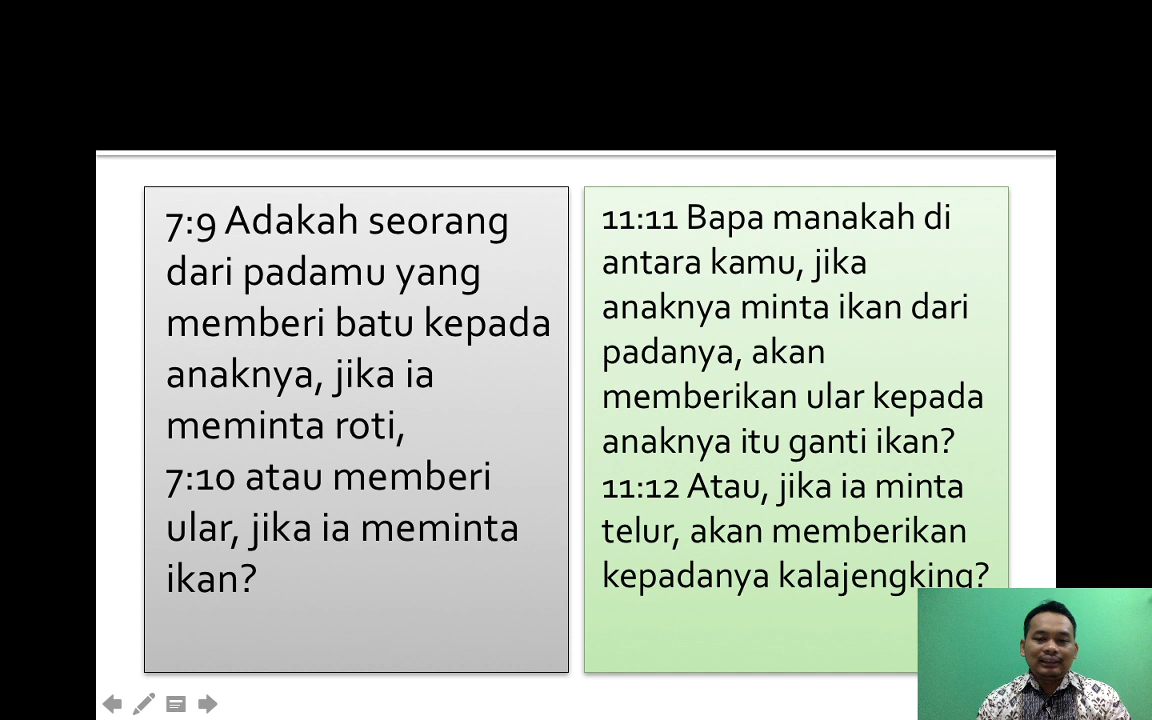 7:9 Adakah seorang
dari padamu yang
memberi batu kepada
anaknya, jika ia
meminta roti,
7:10 atau memberi
ular, jika ia meminta
ikan?
11:11 Bapa manakah di
antara kamu, jika
anaknya minta ikan dari
padanya, akan
memberikan ular kepada
anaknya itu ganti ikan?
11:12 Atau, jika ia minta
telur, akan memberikan
kepadanya kalajengking?